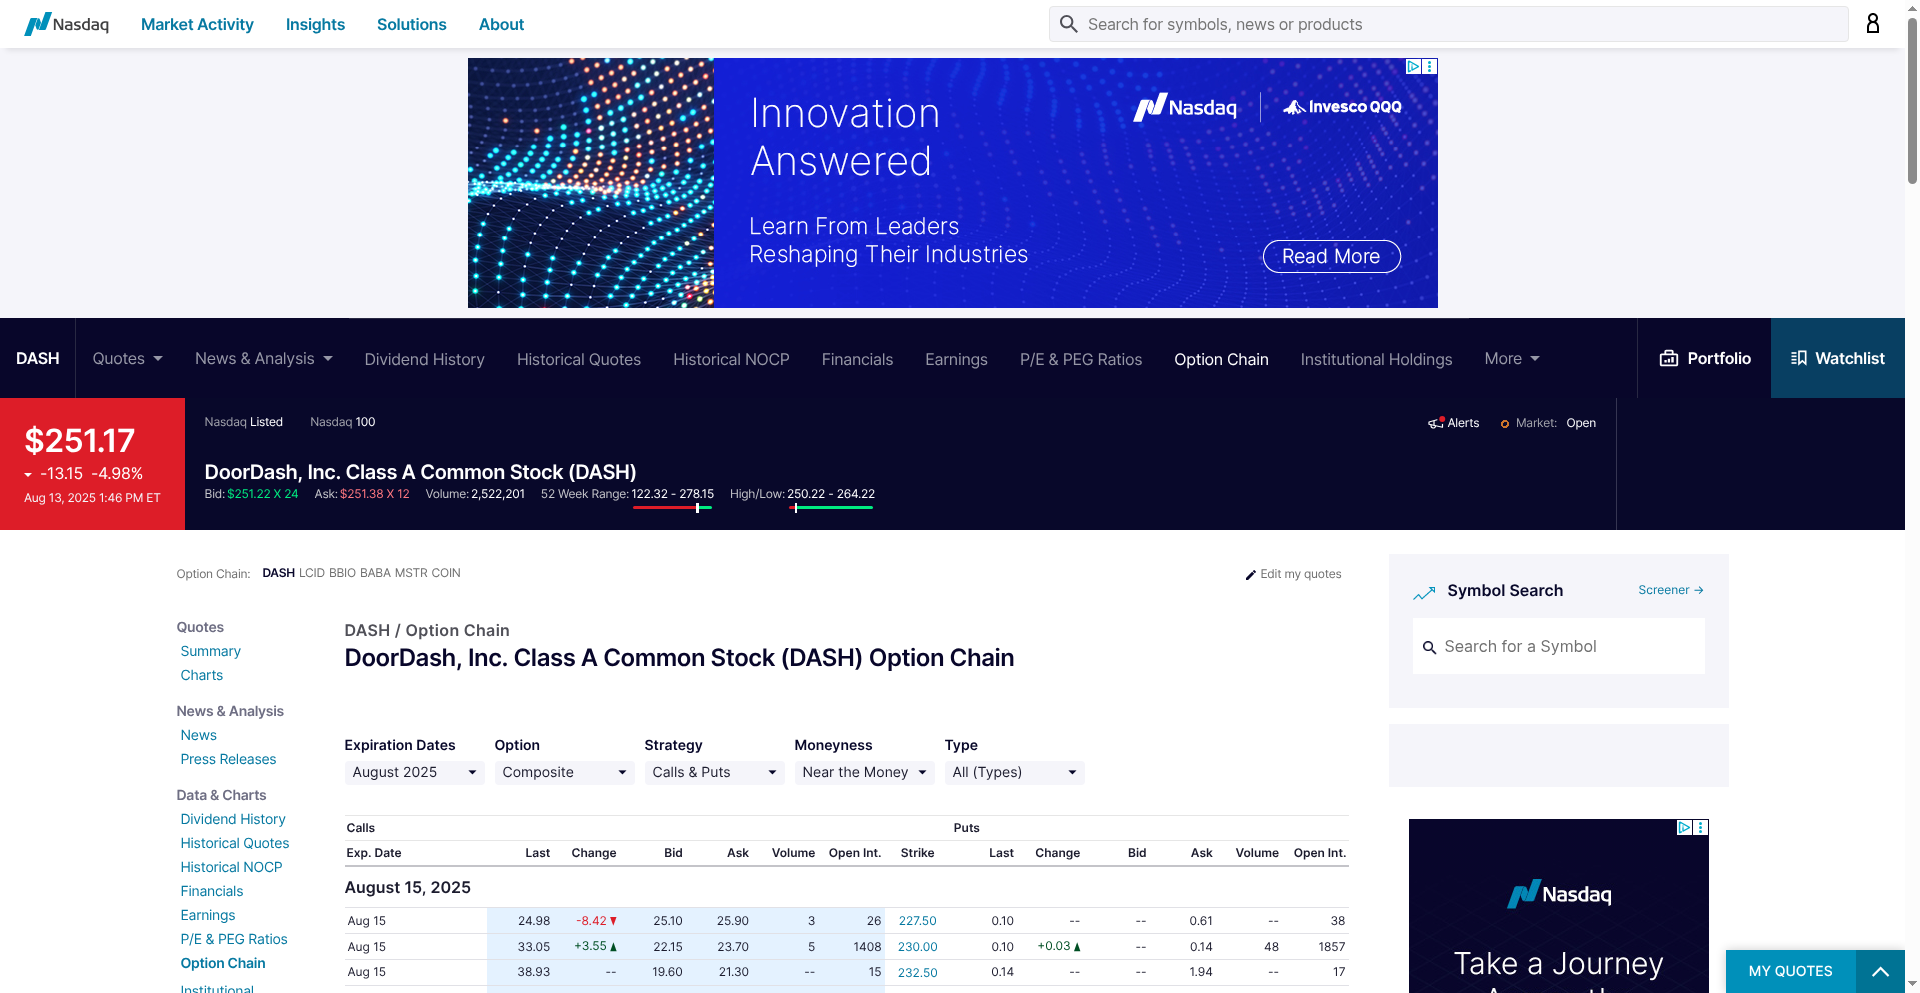 Nasdaq Market Activity Insights Solutions About Search for symbols, news or products
Innovation
Answered
Nasdaq Invesco QQQ
Learn From Leaders
Reshaping Their Industries
Read More
DASH Quotes News & Analysis Dividend History Historical Quotes Historical NOCP Financials Earnings P/E & PEG Ratios Option Chain Institutional Holdings More Portfolio Watchlist
$251.17
-13.15 -4.98%
Aug 13, 2025 1:46 PM ET
Nasdaq Listed Nasdaq 100
Alerts Market: Open
DoorDash, Inc. Class A Common Stock (DASH)
Bid: $251.22 X 24 Ask: $251.38 X 12 Volume: 2,522,201 52 Week Range: 122.32 - 278.15 High/Low: 250.22 - 264.22
Option Chain: DASH LCID BBIO BABA MSTR COIN
Edit my quotes
Quotes
Summary
Charts
News & Analysis
News
Press Releases
Data & Charts
Dividend History
Historical Quotes
Historical NOCP
Financials
Earnings
P/E & PEG Ratios
Option Chain
Institutional
DASH / Option Chain
DoorDash, Inc. Class A Common Stock (DASH) Option Chain
Expiration Dates Option Strategy Moneyness Type
August 2025 Composite Calls & Puts Near the Money All (Types)
Calls Puts
Exp. Date Last Change Bid Ask Volume Open Int. Strike Last Change Bid Ask Volume Open Int.
August 15, 2025
Aug 15 24.98 -8.42 25.10 25.90 3 26 227.50 0.10 -- -- 0.61 -- 38
Aug 15 33.05 +3.55 22.15 23.70 5 1408 230.00 0.10 +0.03 -- 0.14 48 1857
Aug 15 38.93 -- 19.60 21.30 -- 15 232.50 0.14 -- -- 1.94 -- 17
Symbol Search Screener →
Search for a Symbol
Nasdaq
Take a Journey
MY QUOTES